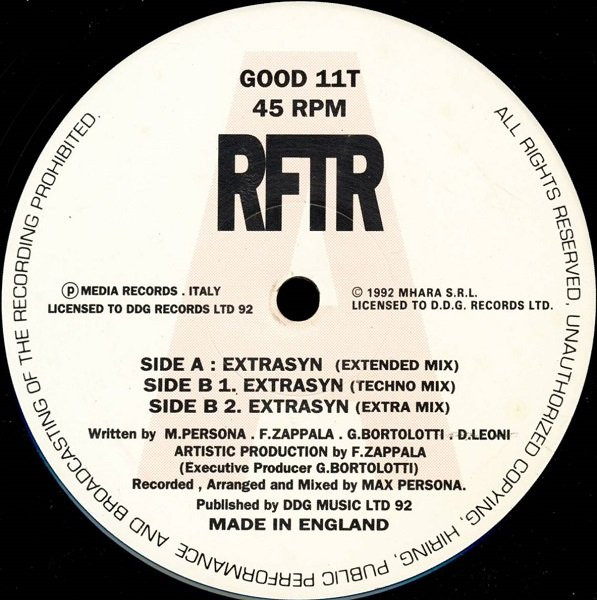 A
GOOD 11T
45 RPM
RFTR
Ⓟ MEDIA RECORDS . ITALY
LICENSED TO DDG RECORDS LTD 92
© 1992 MHARA S.R.L.
LICENSED TO D.D.G. RECORDS LTD.
SIDE A : EXTRASYN (EXTENDED MIX)
SIDE B 1. EXTRASYN (TECHNO MIX)
SIDE B 2. EXTRASYN (EXTRA MIX)
Written by M.PERSONA . F.ZAPPALA . G.BORTOLOTTI . D.LEONI
ARTISTIC PRODUCTION by F.ZAPPALA
(Executive Producer G.BORTOLOTTI)
Recorded , Arranged and Mixed by MAX PERSONA.
Published by DDG MUSIC LTD 92
MADE IN ENGLAND
ALL RIGHTS RESERVED, UNAUTHORIZED COPYING, HIRING, PUBLIC PERFORMANCE AND BROADCASTING OF THE RECORDING PROHIBITED.